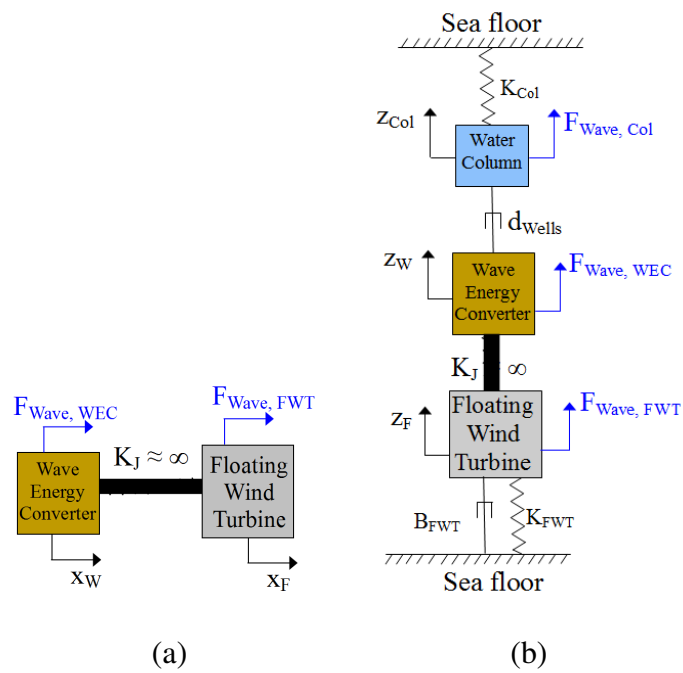 Sea floor
K_Col
z_Col
Water
Column
F_Wave, Col
d_Wells
z_W
Wave
Energy
Converter
F_Wave, WEC
K_J ∞
z_F
Floating
Wind
Turbine
F_Wave, FWT
B_FWT
K_FWT
Sea floor
F_Wave, WEC
F_Wave, FWT
K_J ≈ ∞
Wave
Energy
Converter
Floating
Wind
Turbine
x_W
x_F
(a)
(b)